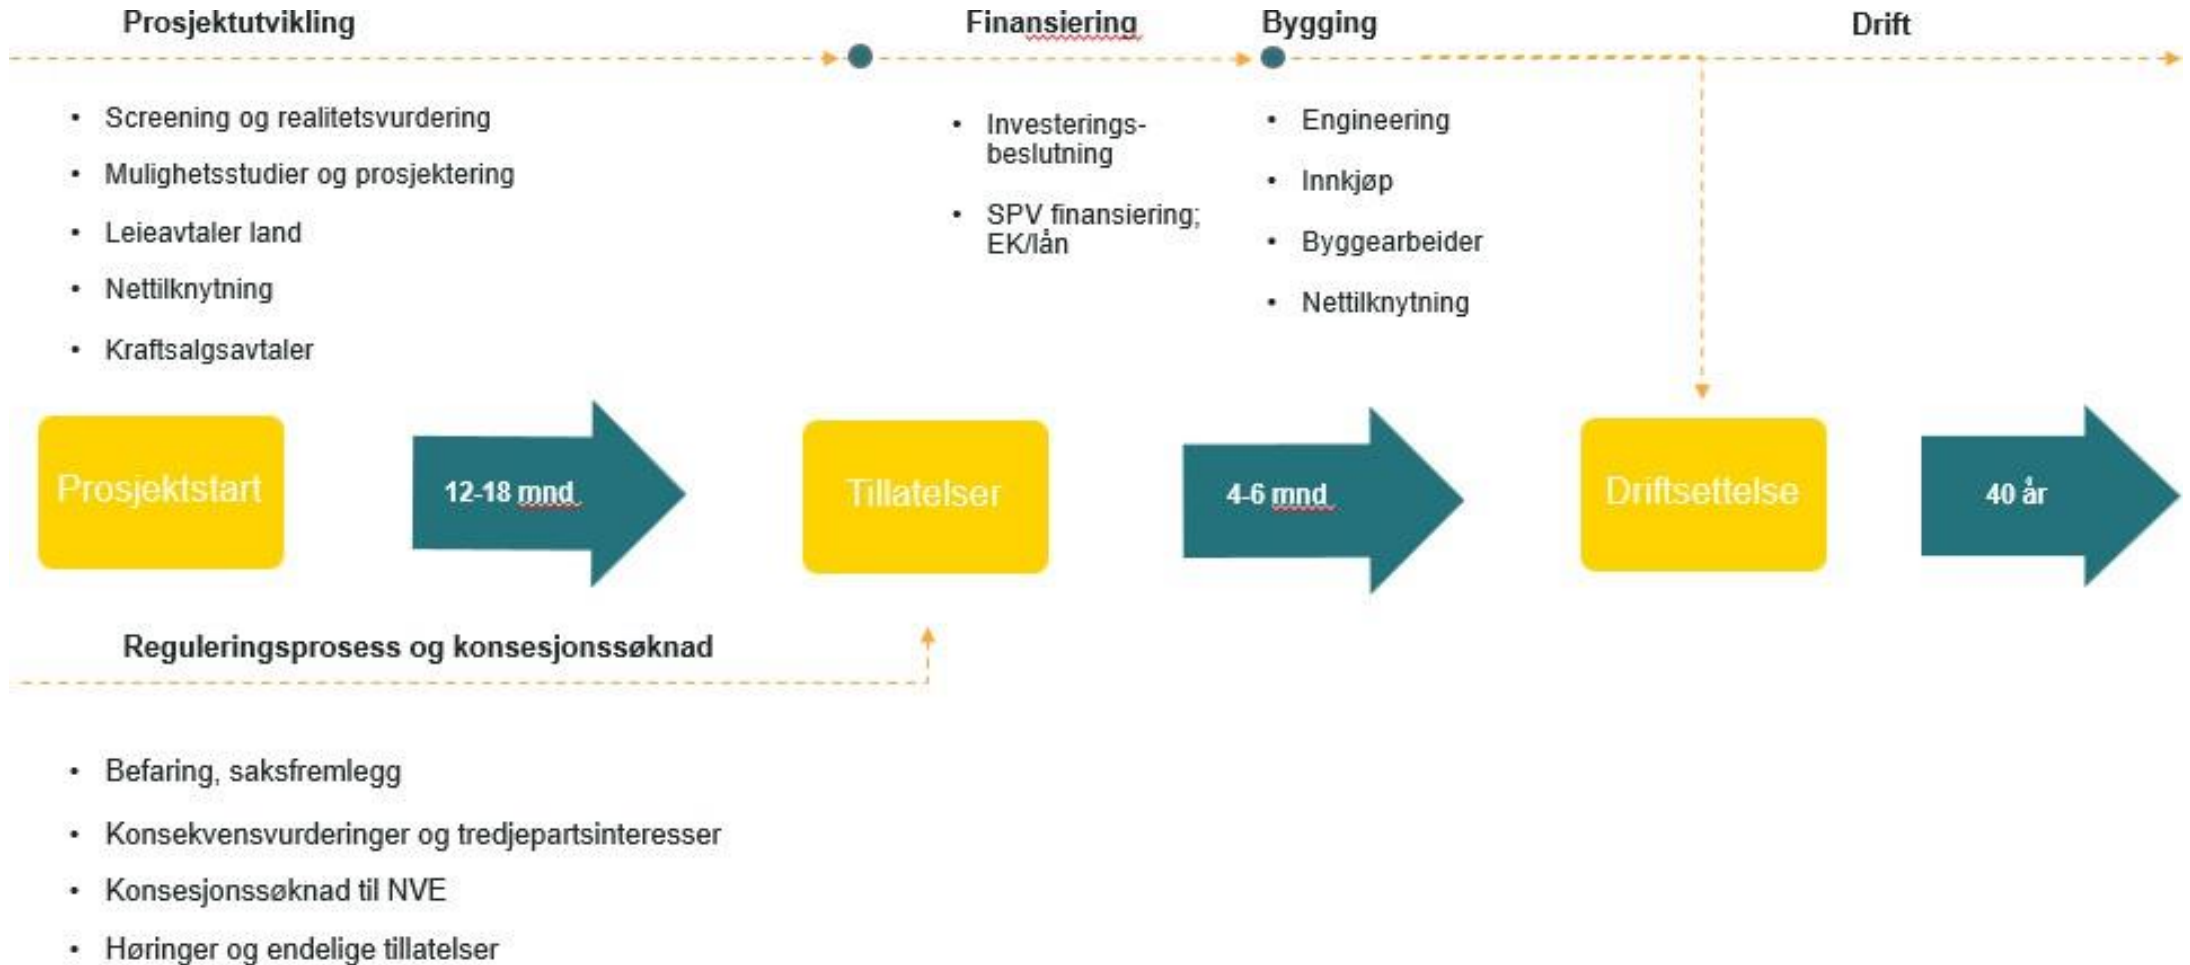 Prosjektutvikling
Finansiering
Bygging
Drift
• Screening og realitetsvurdering
• Mulighetsstudier og prosjektering
• Leieavtaler land
• Nettilknytning
• Kraftsalgsavtaler
• Investerings-
beslutning
• SPV finansiering;
EK/lån
• Engineering
• Innkjøp
• Byggearbeider
• Nettilknytning
Prosjektstart
12-18 mnd.
Tillatelser
4-6 mnd.
Driftsettelse
40 år
Reguleringsprosess og konsesjonssøknad
• Befaring, saksfremlegg
• Konsekvensvurderinger og tredjepartsinteresser
• Konsesjonssøknad til NVE
• Høringer og endelige tillatelser